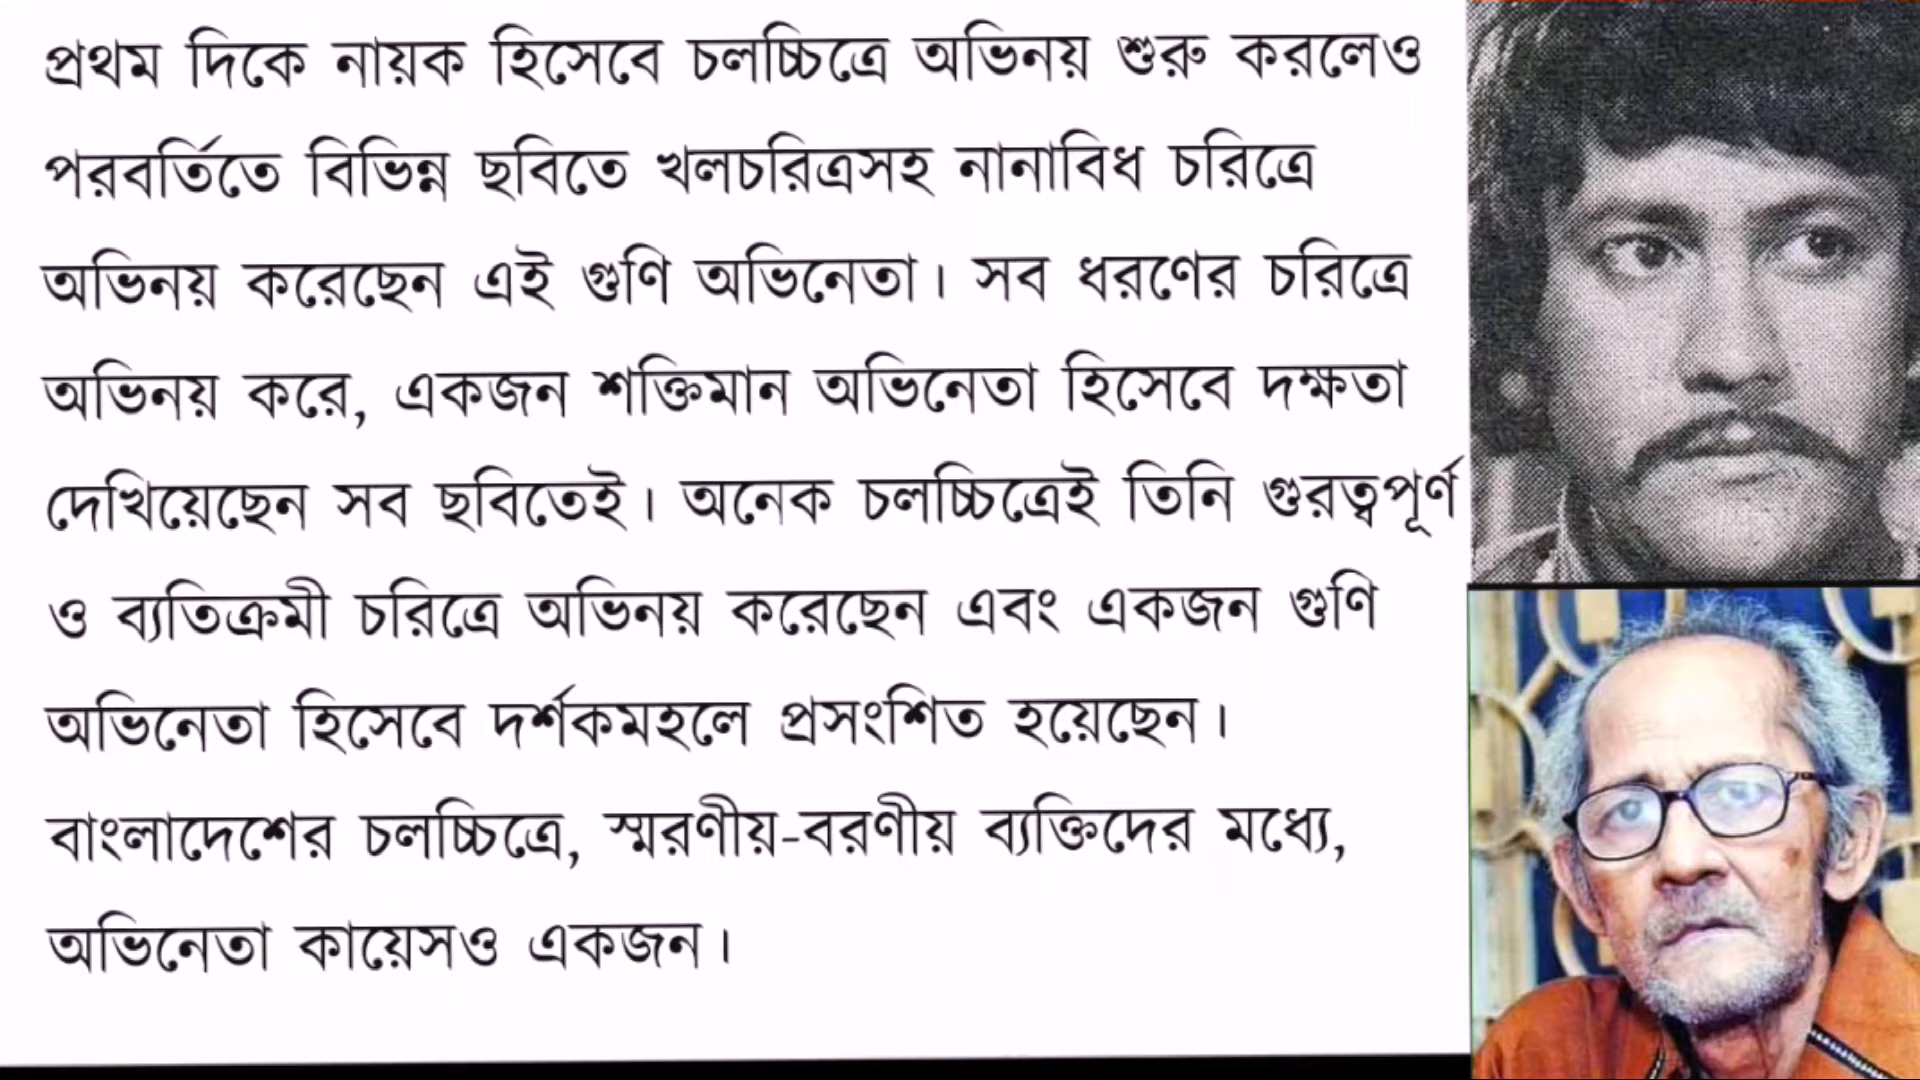 প্রথম দিকে নায়ক হিসেবে চলচ্চিত্রে অভিনয় শুরু করলেও
পরবর্তিতে বিভিন্ন ছবিতে খলচরিত্রসহ নানাবিধ চরিত্রে
অভিনয় করেছেন এই গুণি অভিনেতা। সব ধরণের চরিত্রে
অভিনয় করে, একজন শক্তিমান অভিনেতা হিসেবে দক্ষতা
দেখিয়েছেন সব ছবিতেই। অনেক চলচ্চিত্রেই তিনি গুরত্বপূর্ণ
ও ব্যতিক্রমী চরিত্রে অভিনয় করেছেন এবং একজন গুণি
অভিনেতা হিসেবে দর্শকমহলে প্রসংশিত হয়েছেন।
বাংলাদেশের চলচ্চিত্রে, স্মরণীয়-বরণীয় ব্যক্তিদের মধ্যে,
অভিনেতা কায়েসও একজন।